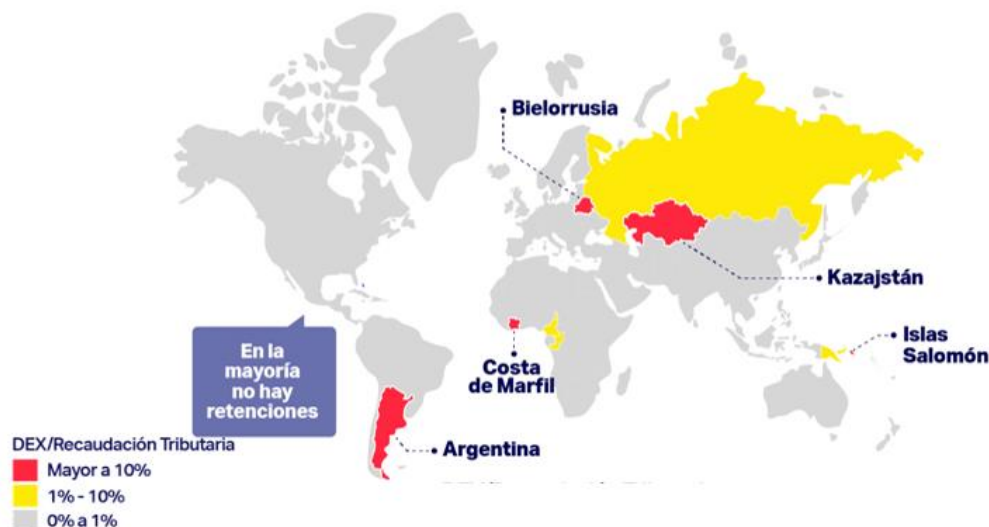 Bielorrusia
Kazajstán
Islas
Salomón
En la
mayoría
no hay
retenciones
Costa
de Marfil
Argentina
DEX/Recaudación Tributaria
Mayor a 10%
1% - 10%
0% a 1%